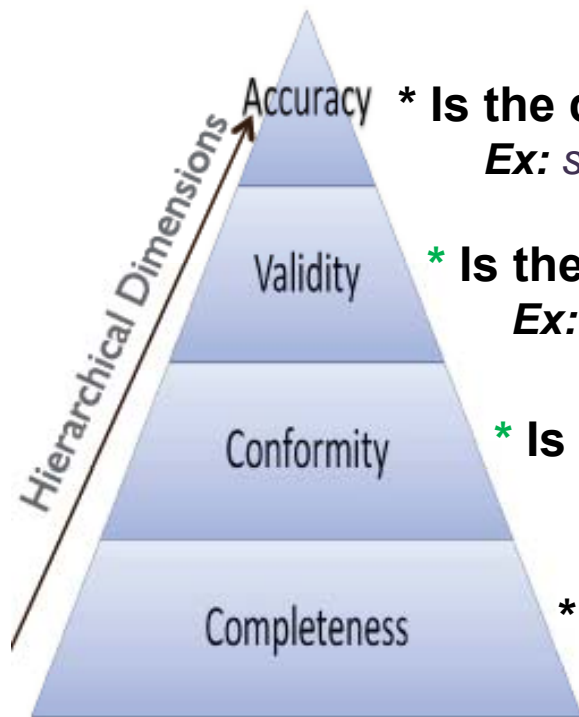 Accuracy * Is the
Ex:
Hierarchical Dimensions
Validity * Is the
Ex:
Conformity * Is
Completeness *